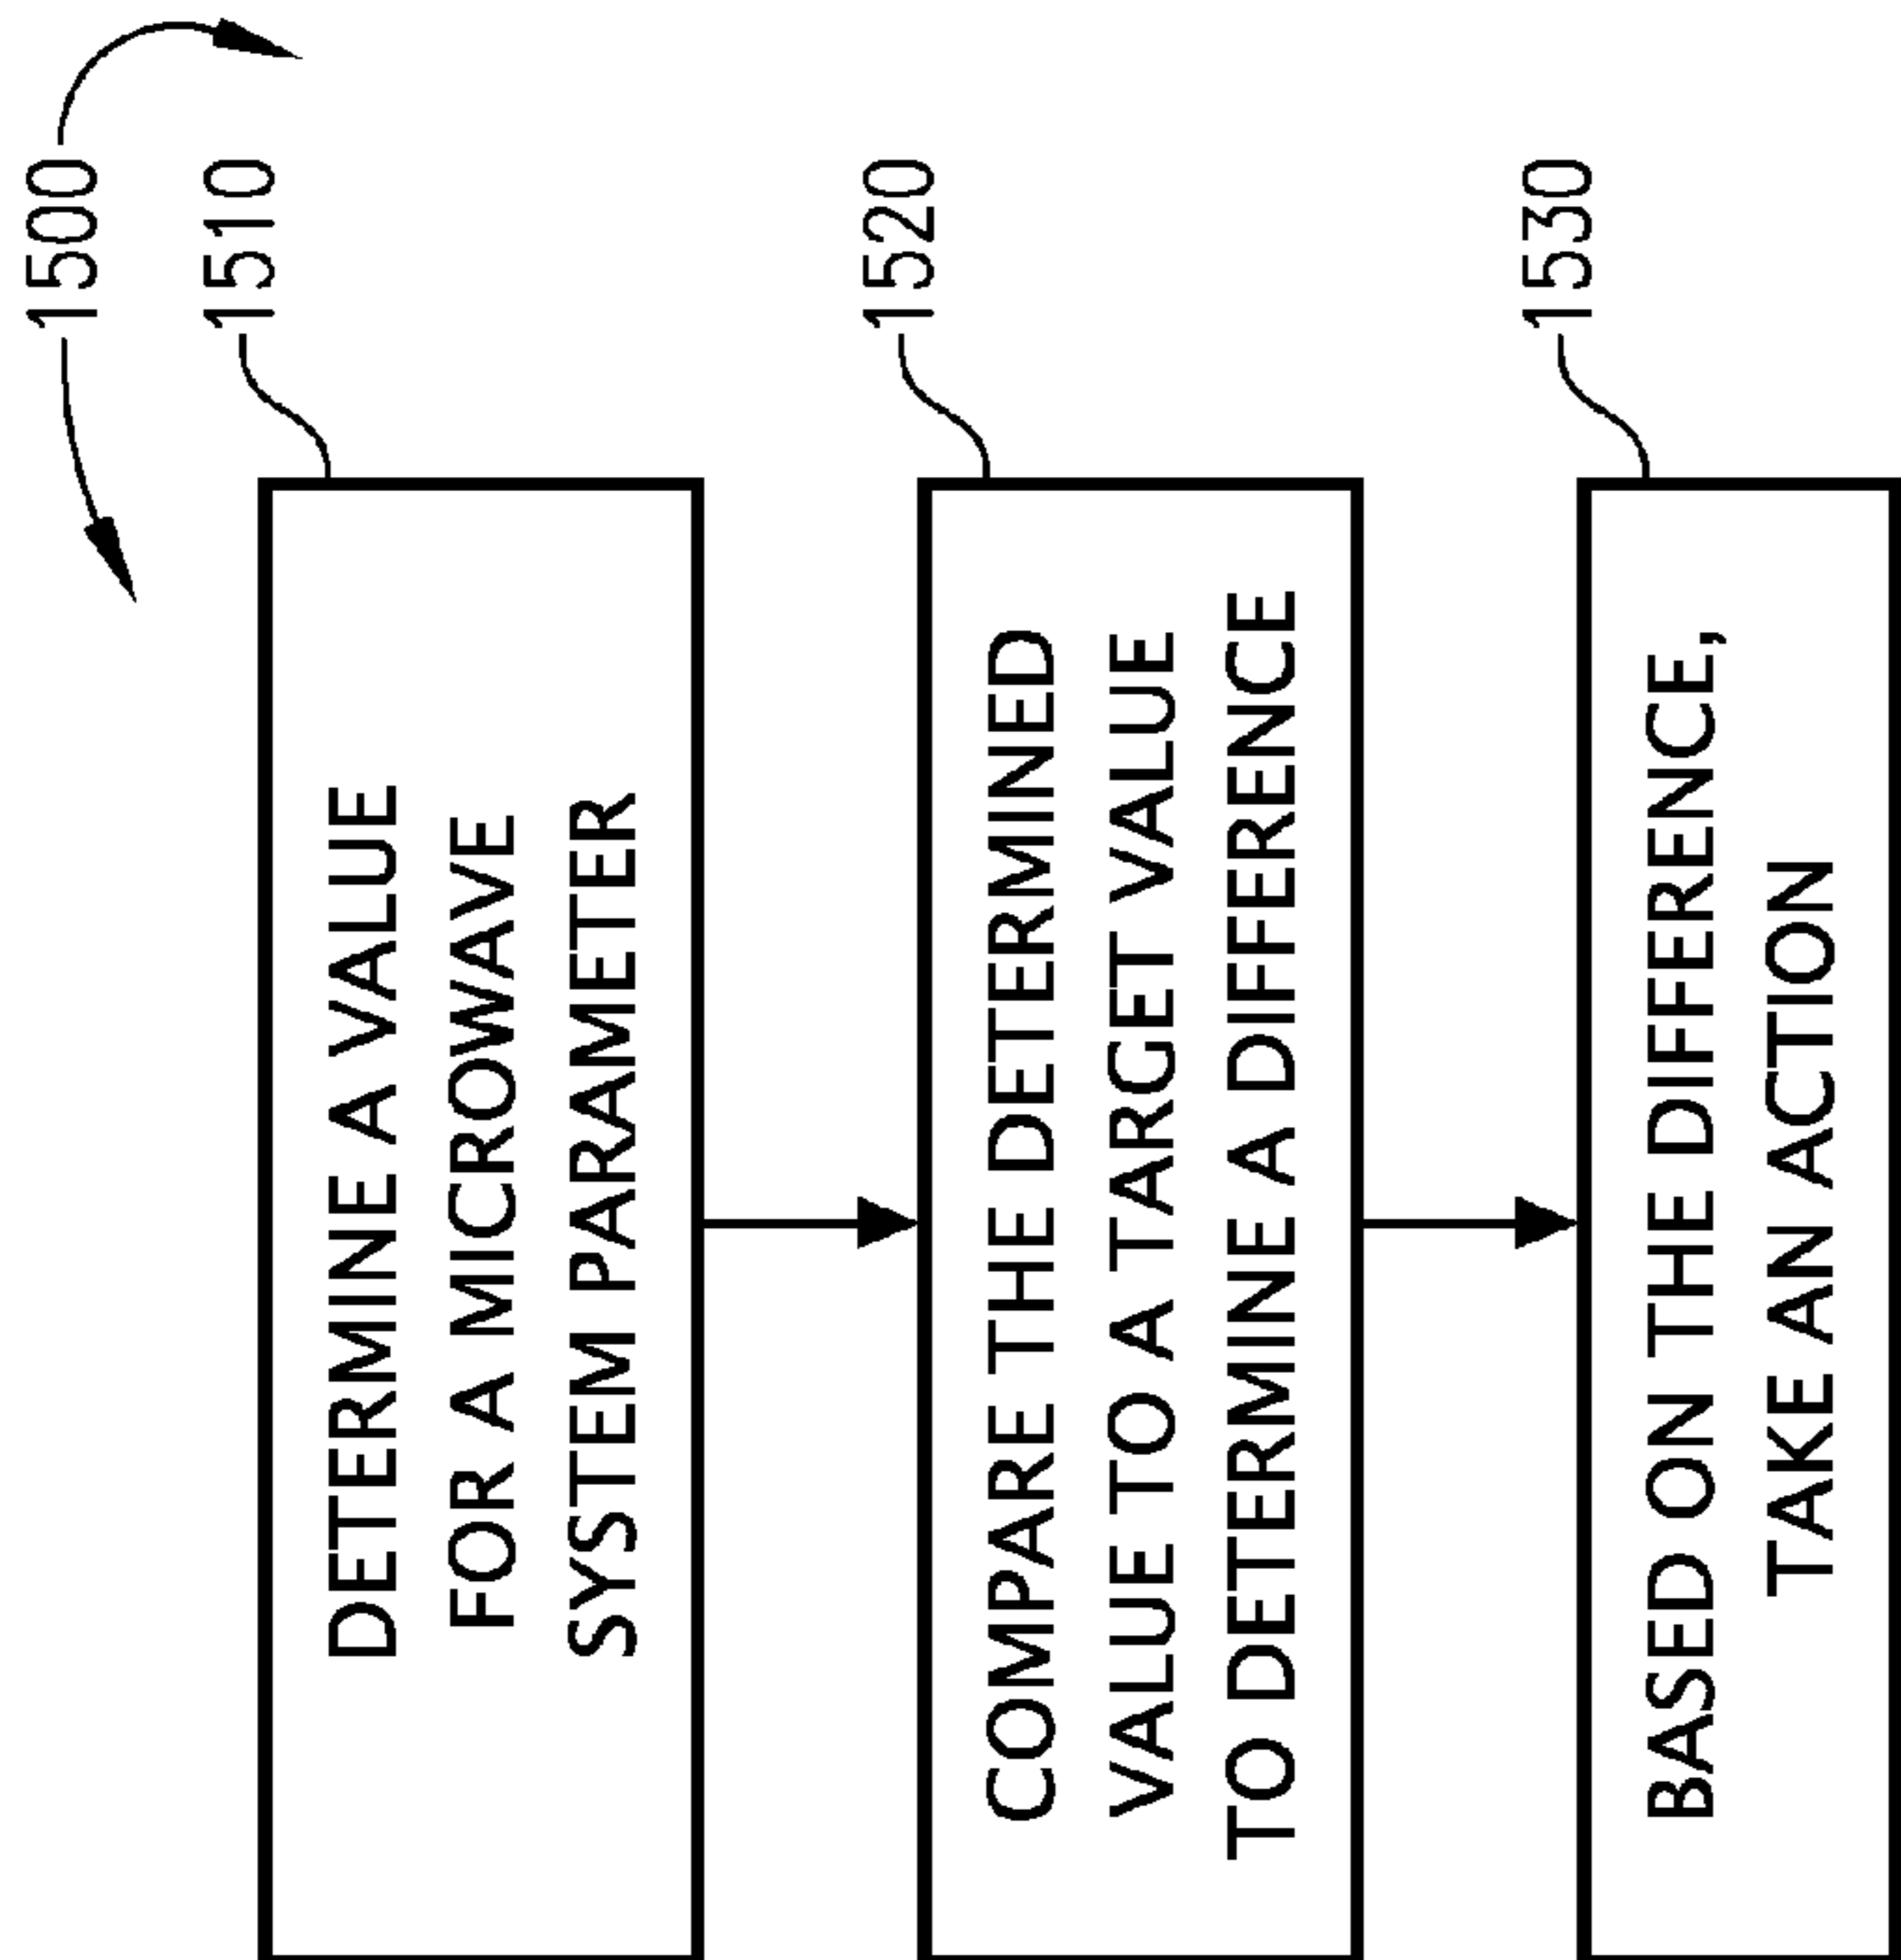 1500
1510
DETERMINE A VALUE
FOR A MICROWAVE
SYSTEM PARAMETER
1520
COMPARE THE DETERMINED
VALUE TO A TARGET VALUE
TO DETERMINE A DIFFERENCE
1530
BASED ON THE DIFFERENCE,
TAKE AN ACTION